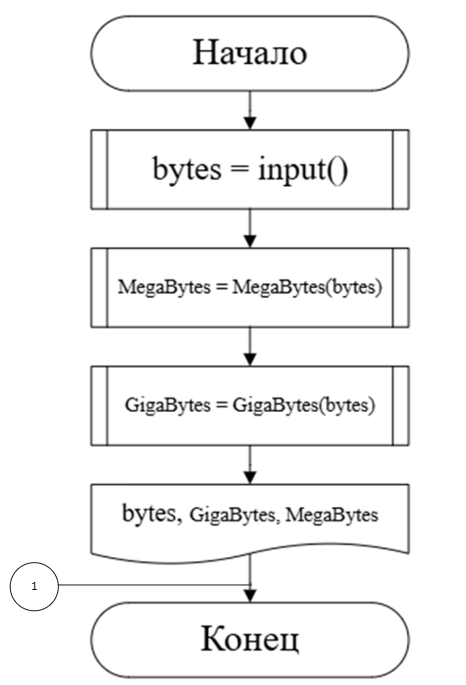 Начало
bytes = input()
MegaBytes = MegaBytes(bytes)
GigaBytes = GigaBytes(bytes)
bytes, GigaBytes, MegaBytes
1
Конец